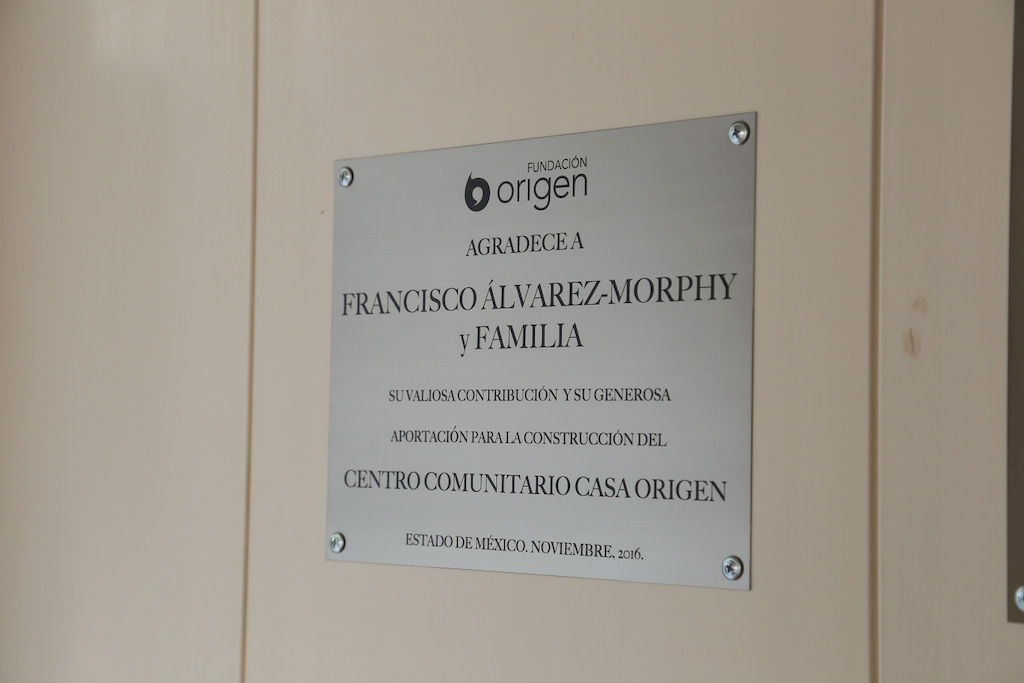 FUNDACIÓN
origen
AGRADECE A
FRANCISCO ÁLVAREZ-MORPHY
y FAMILIA
SU VALIOSA CONTRIBUCIÓN Y SU GENEROSA
APORTACIÓN PARA LA CONSTRUCCIÓN DEL
CENTRO COMUNITARIO CASA ORIGEN
ESTADO DE MÉXICO. NOVIEMBRE, 2016.